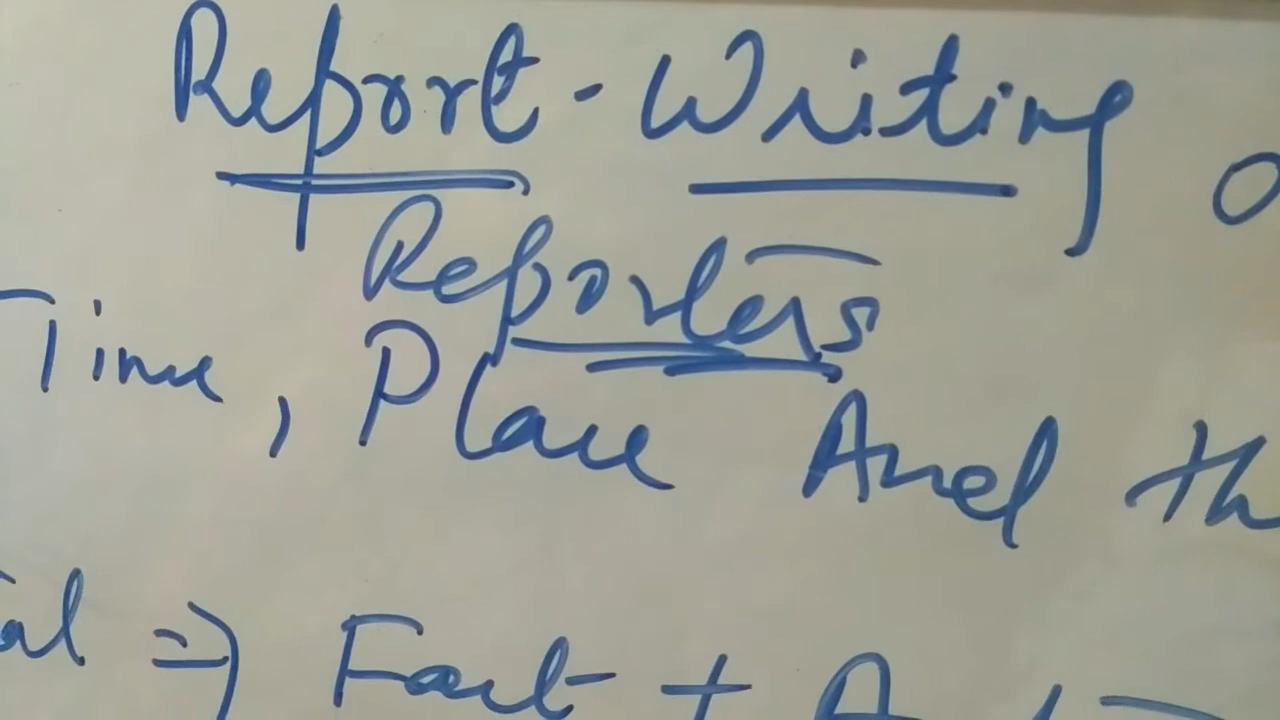 Report-Writing
Reporters
Time, Place And
=> Fact +